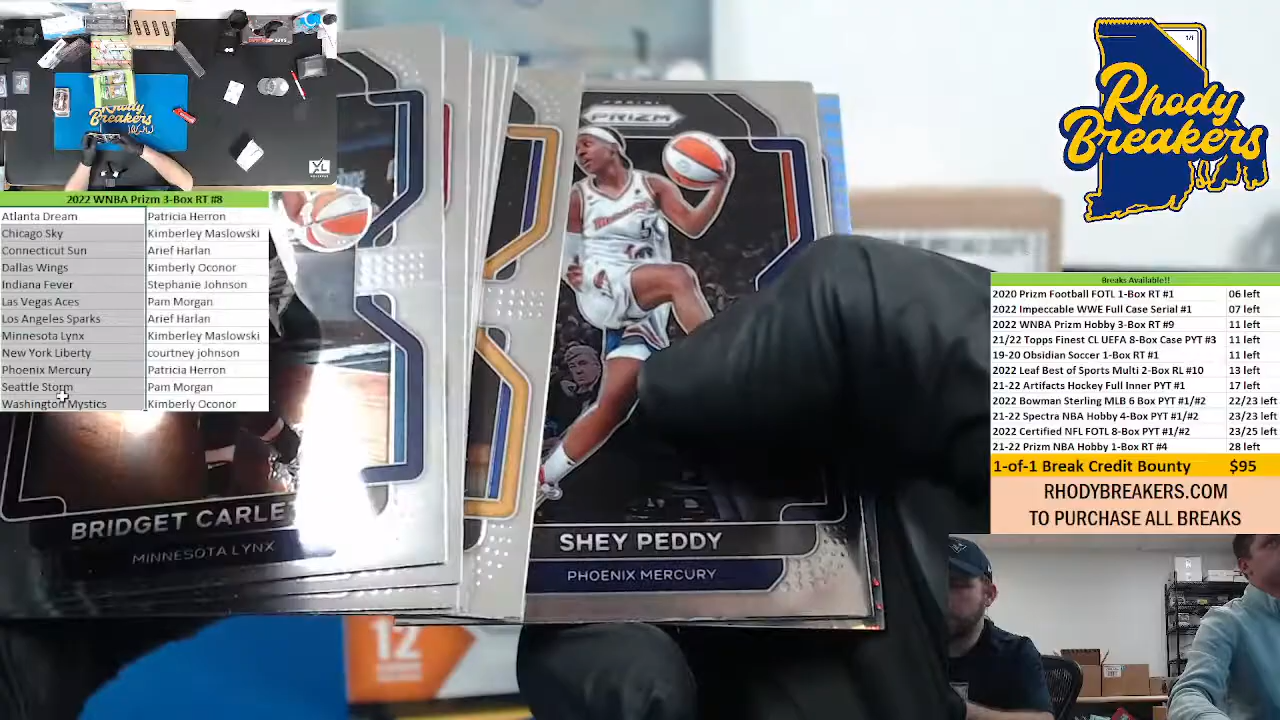 2022 WNBA Prizm 3-Box RT #8
Atlanta Dream Patricia Herron
Chicago Sky Kimberley Maslowski
Connecticut Sun Arief Harlan
Dallas Wings Kimberly Oconor
Indiana Fever Stephanie Johnson
Las Vegas Aces Pam Morgan
Los Angeles Sparks Arief Harlan
Minnesota Lynx Kimberley Maslowski
New York Liberty courtney johnson
Phoenix Mercury Patricia Herron
Seattle Storm Pam Morgan
Washington Mystics Kimberly Oconor
Rhody
Breakers
PRIZM
BRIDGET CARLE
MINNESOTA LYNX
SHEY PEDDY
PHOENIX MERCURY
12
1/1
Rhody
Breakers
Breaks Available!!
2020 Prizm Football FOTL 1-Box RT #1 06 left
2022 Impeccable WWE Full Case Serial #1 07 left
2022 WNBA Prizm Hobby 3-Box RT #9 11 left
21/22 Topps Finest CL UEFA 8-Box Case PYT #3 11 left
19-20 Obsidian Soccer 1-Box RT #1 11 left
2022 Leaf Best of Sports Multi 2-Box RL #10 13 left
21-22 Artifacts Hockey Full Inner PYT #1 17 left
2022 Bowman Sterling MLB 6 Box PYT #1/#2 22/23 left
21-22 Spectra NBA Hobby 4-Box PYT #1/#2 23/23 left
2022 Certified NFL FOTL 8-Box PYT #1/#2 23/25 left
21-22 Prizm NBA Hobby 1-Box RT #4 28 left
1-of-1 Break Credit Bounty $95
RHODYBREAKERS.COM
TO PURCHASE ALL BREAKS